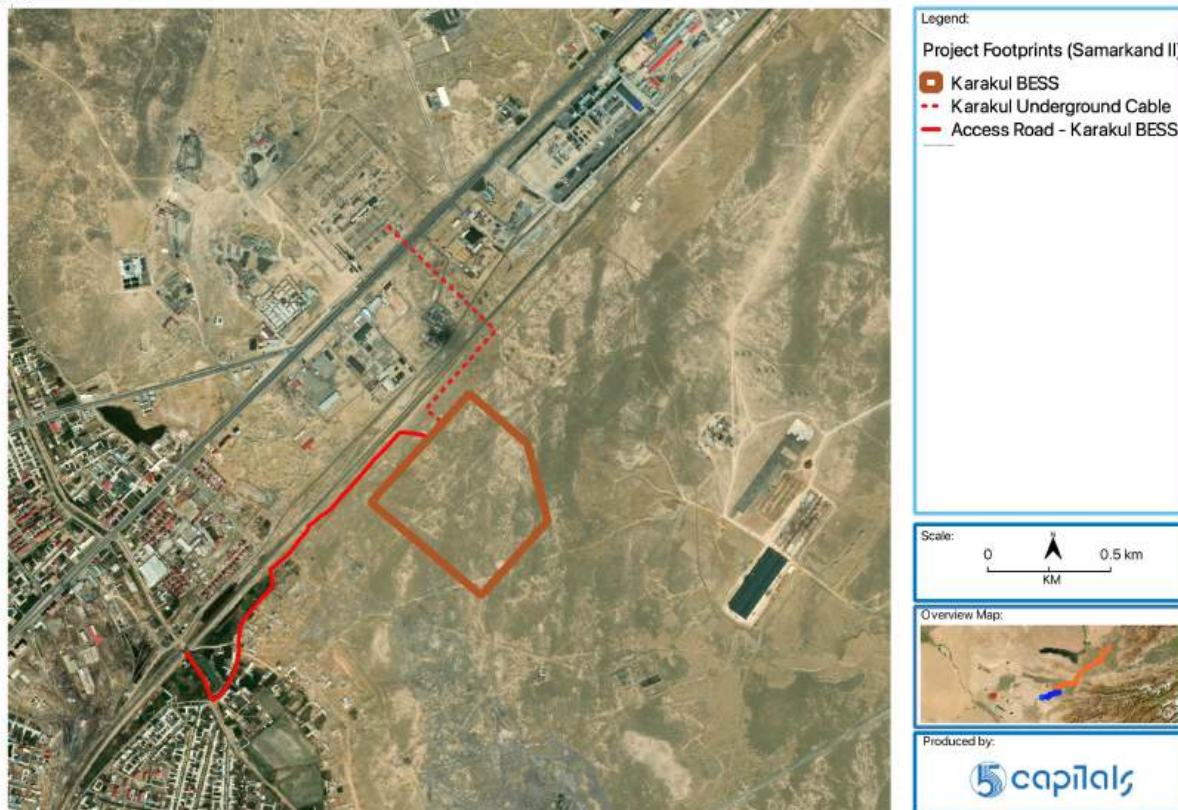 Legend:
Project Footprints (Samarkand II)
Karakul BESS
Karakul Underground Cable
Access Road - Karakul BESS
Scale:
N
0 0.5 km
KM
Overview Map:
Produced by:
5 capitals